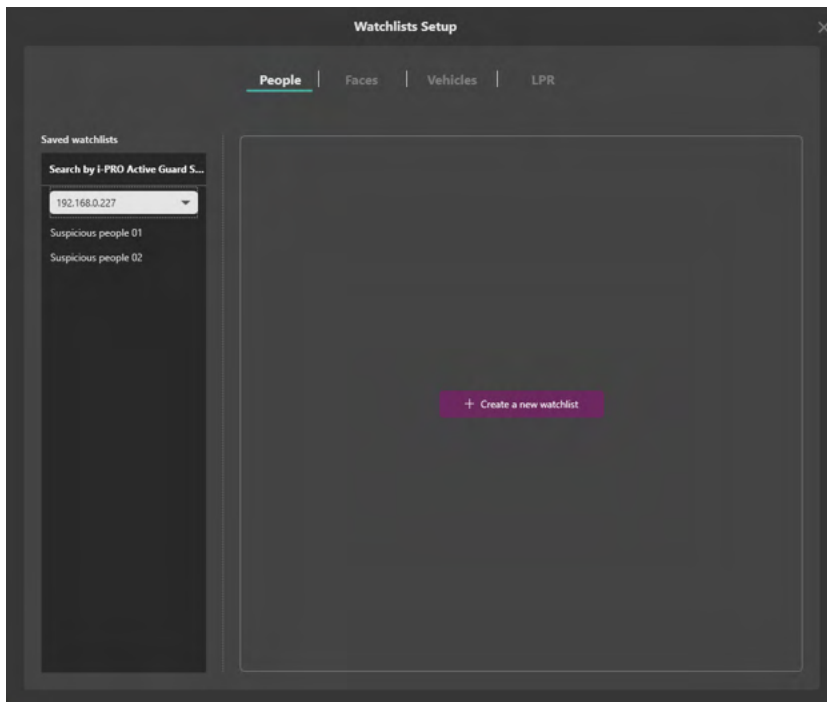 Watchlists Setup
People
Faces
Vehicles
LPR
Saved watchlists
Search by i-PRO Active Guard S...
192.168.0.227
Suspicious people 01
Suspicious people 02
+ Create a new watchlist